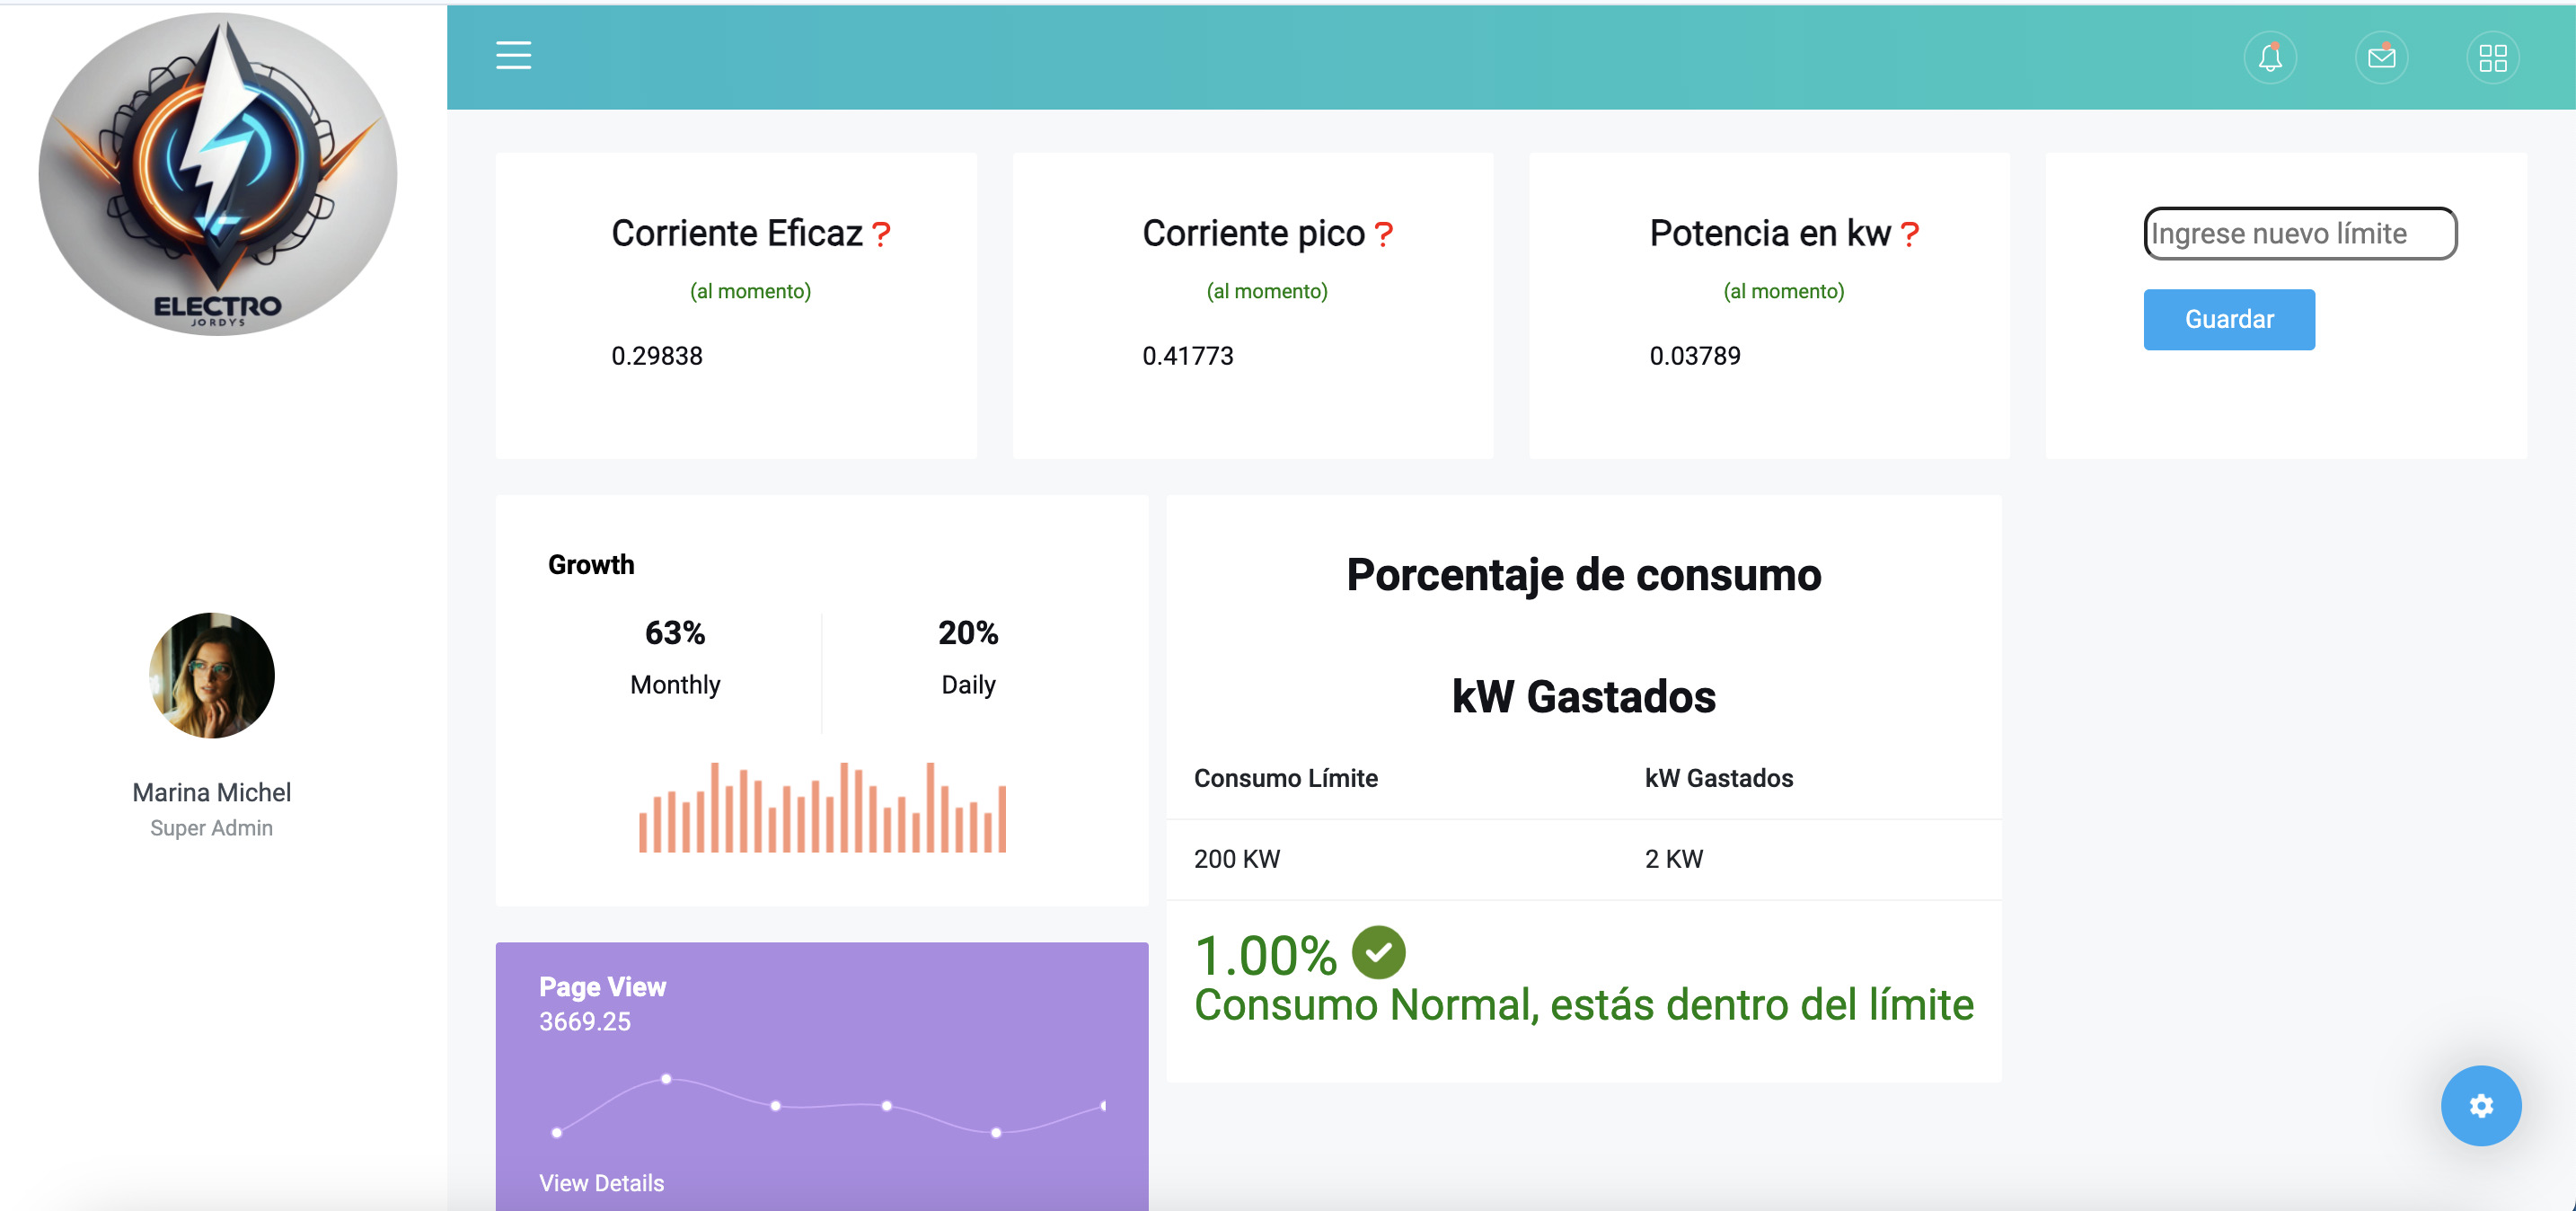 ELECTRO
JORDYS
Marina Michel
Super Admin
Corriente Eficaz ?
(al momento)
0.29838
Corriente pico ?
(al momento)
0.41773
Potencia en kw ?
(al momento)
0.03789
Ingrese nuevo límite
Guardar
Growth
63%
Monthly
20%
Daily
Page View
3669.25
View Details
Porcentaje de consumo
kW Gastados
Consumo Límite kW Gastados
200 KW 2 KW
1.00%
Consumo Normal, estás dentro del límite